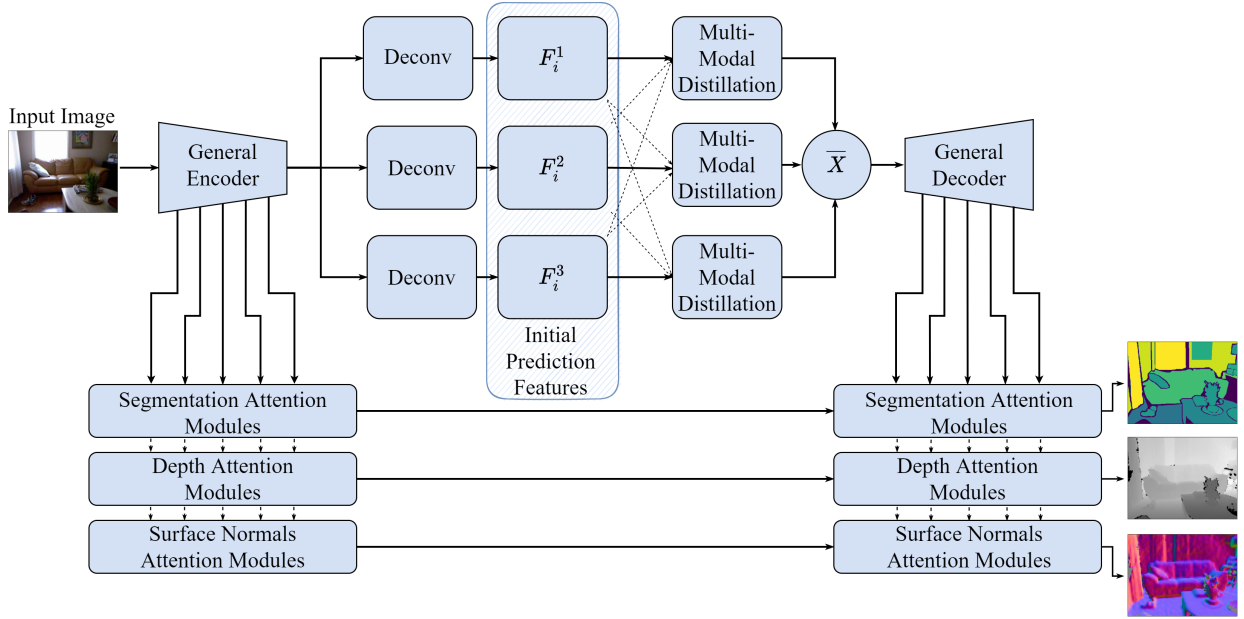 Input Image
General
Encoder
Deconv
Deconv
Deconv
F_i^1
F_i^2
F_i^3
Initial
Prediction
Features
Multi-
Modal
Distillation
Multi-
Modal
Distillation
Multi-
Modal
Distillation
X̅
General
Decoder
Segmentation Attention
Modules
Depth Attention
Modules
Surface Normals
Attention Modules
Segmentation Attention
Modules
Depth Attention
Modules
Surface Normals
Attention Modules